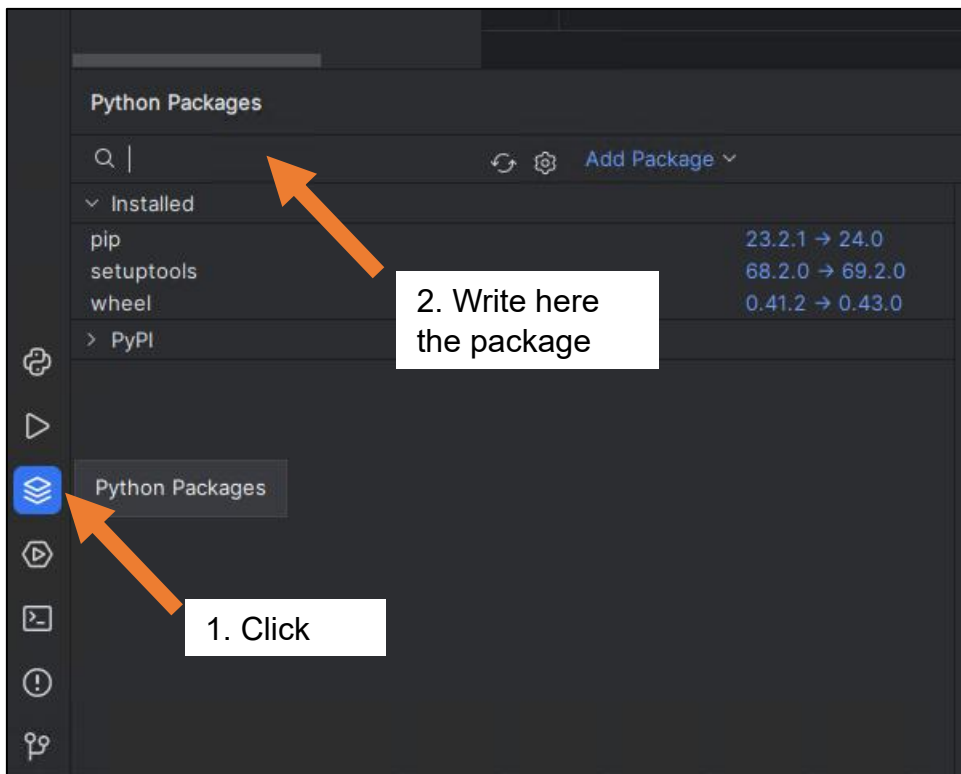 Python Packages
Add Package
Installed
pip 23.2.1 → 24.0
setuptools 68.2.0 → 69.2.0
wheel 0.41.2 → 0.43.0
PyPI
2. Write here
the package
Python Packages
1. Click